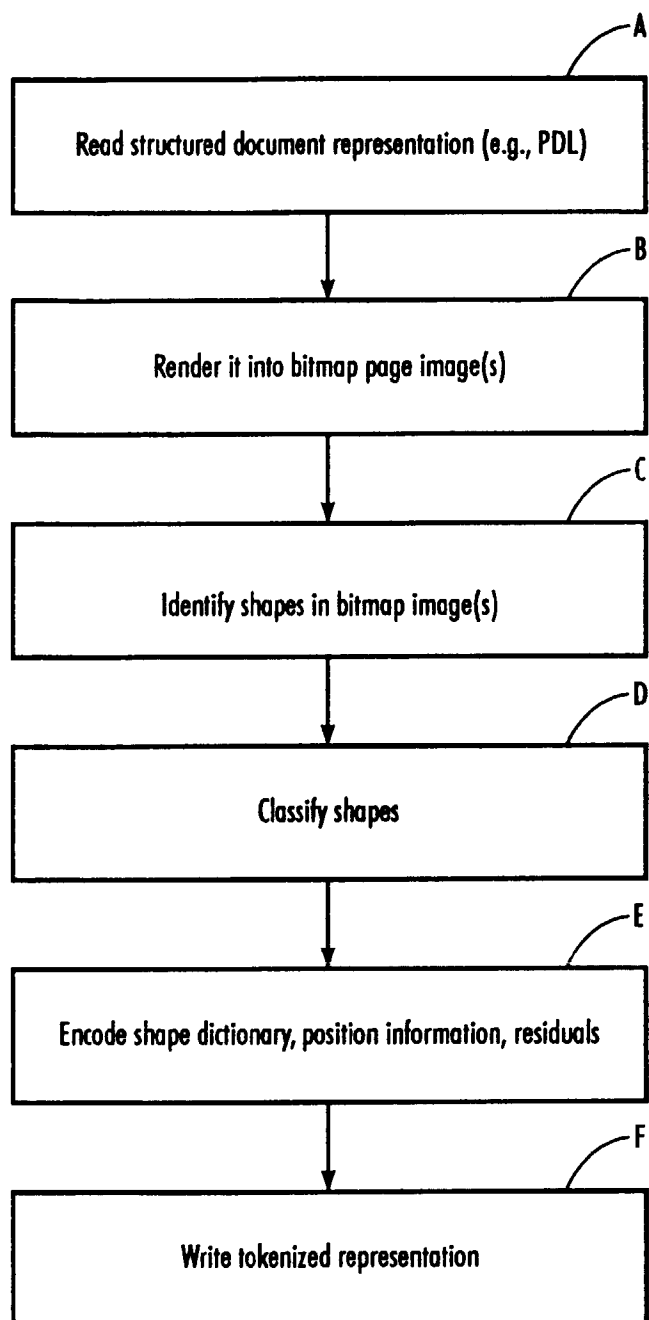 A
Read structured document representation (e.g., PDL)
B
Render it into bitmap page image(s)
C
Identify shapes in bitmap image(s)
D
Classify shapes
E
Encode shape dictionary, position information, residuals
F
Write tokenized representation